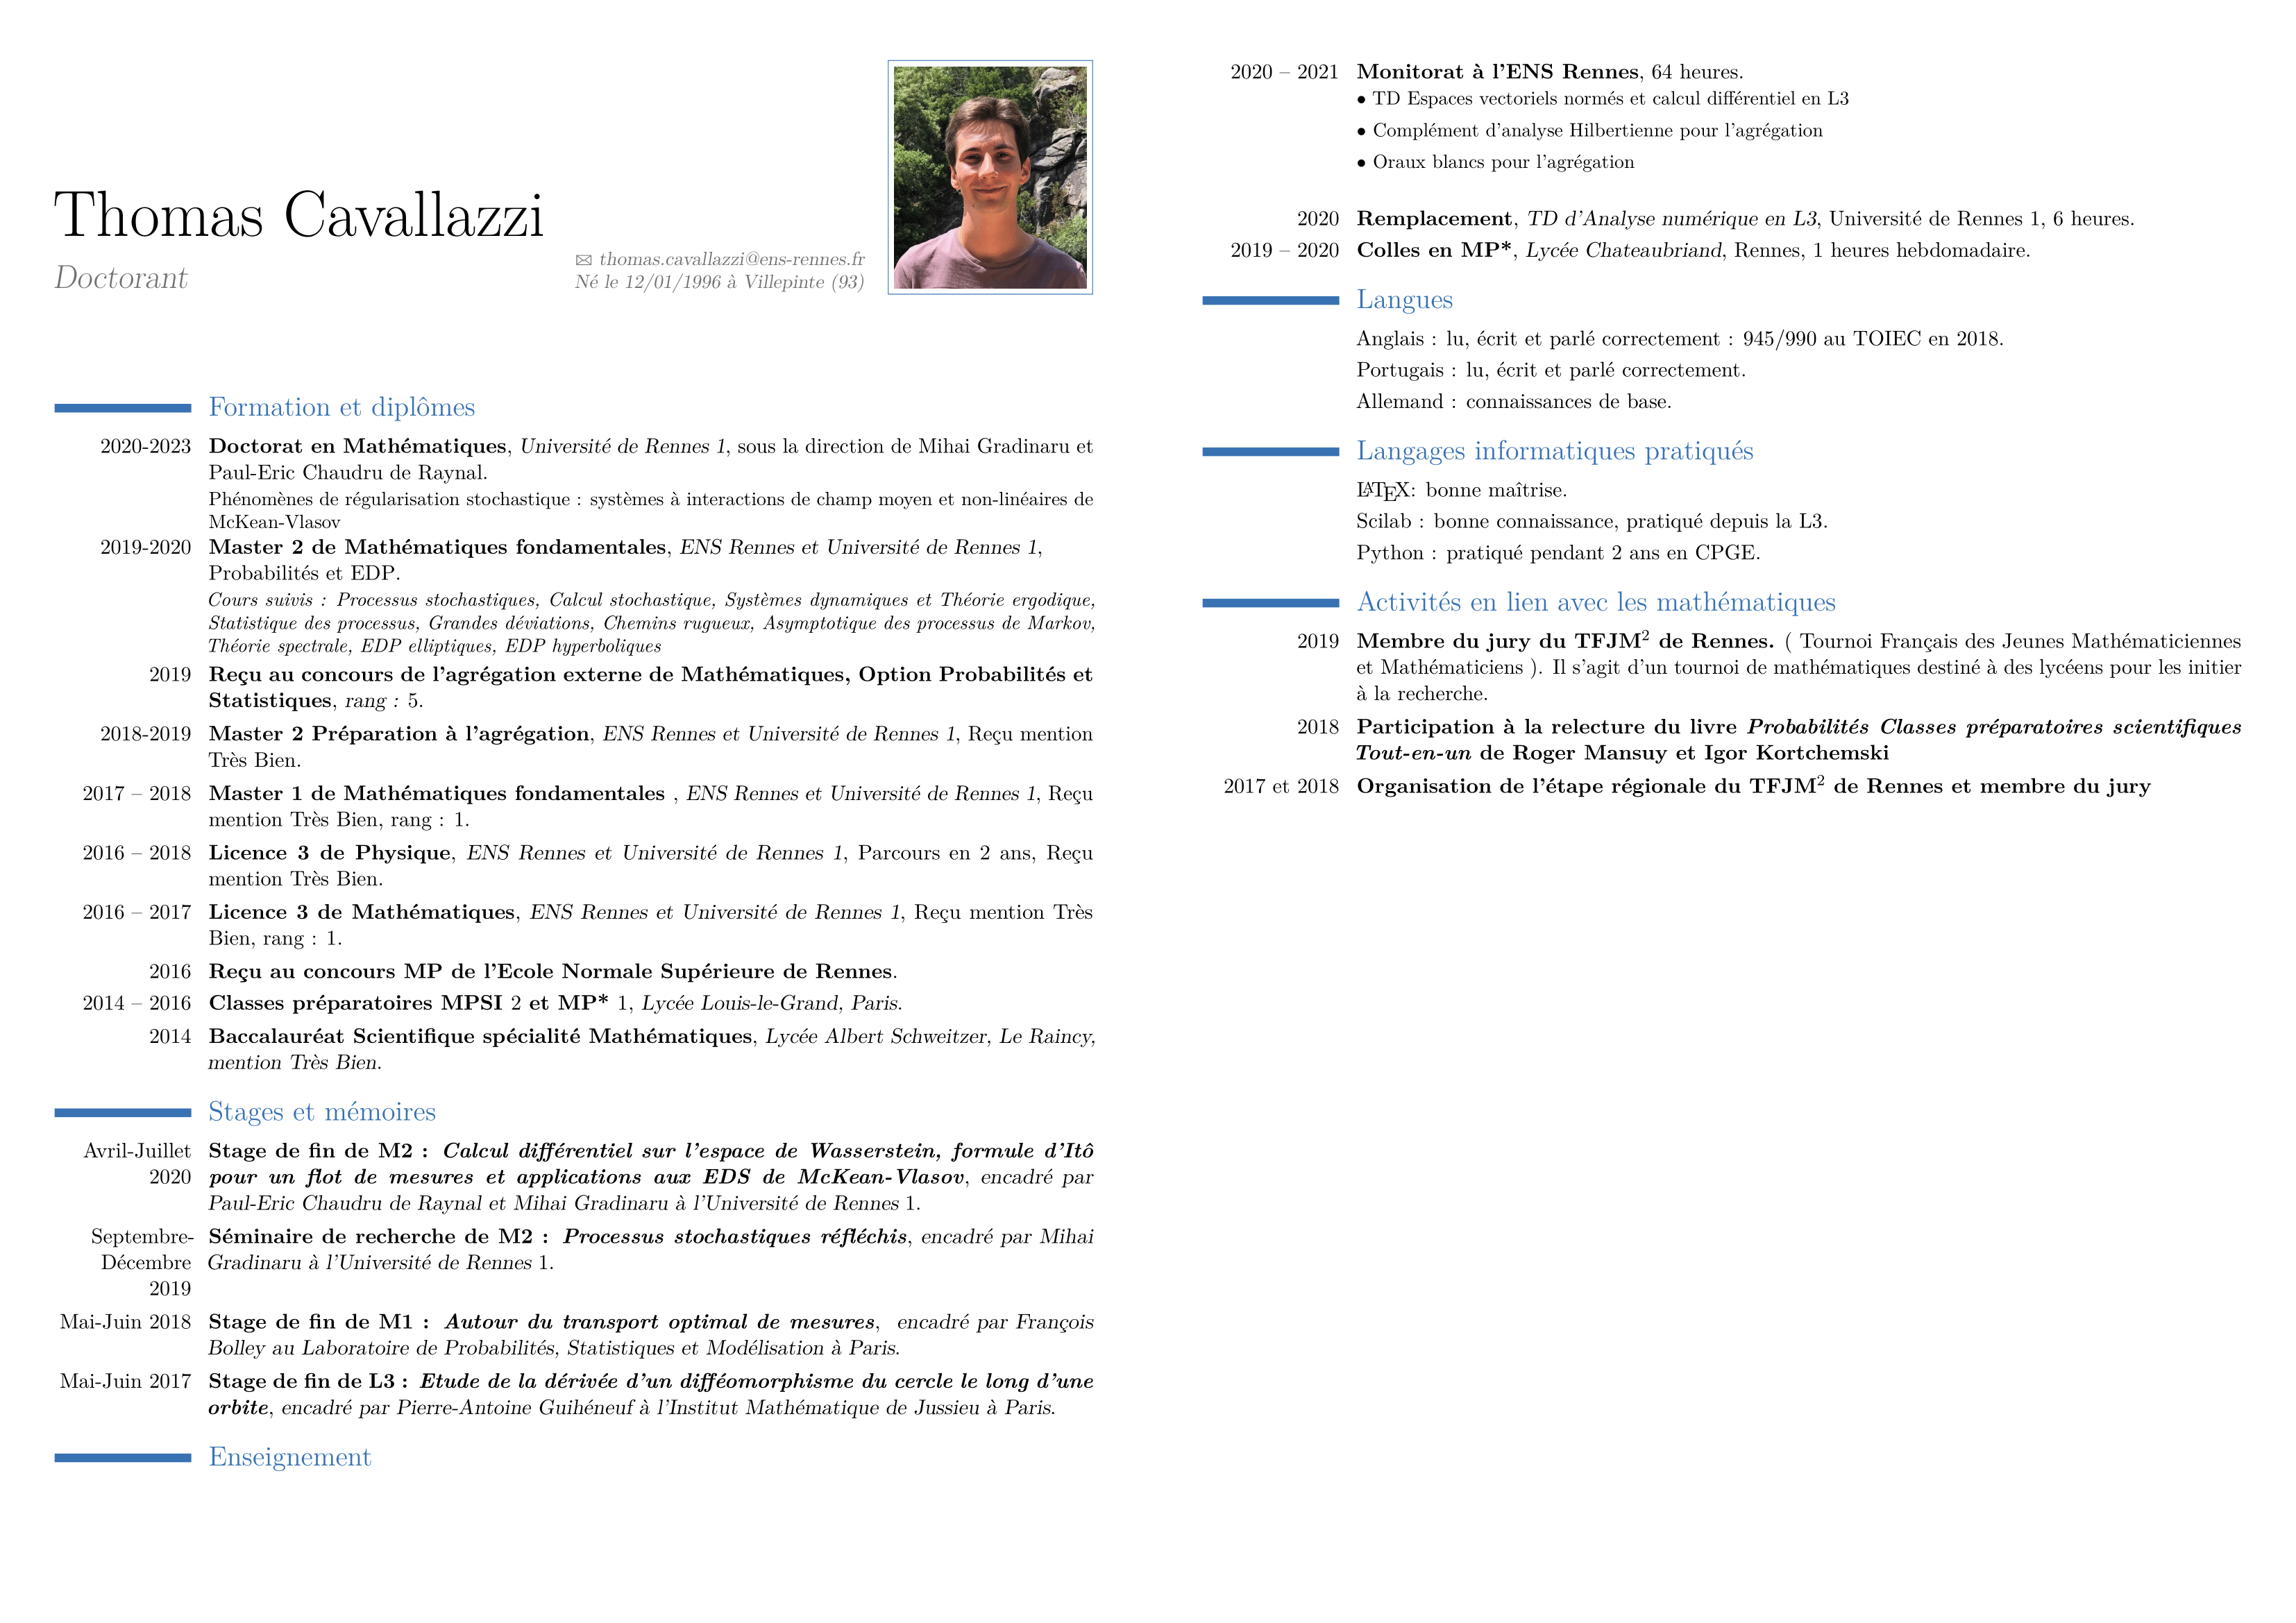 Thomas Cavallazzi
Doctorant
✉ thomas.cavallazzi@ens-rennes.fr
Né le 12/01/1996 à Villepinte (93)
Formation et diplômes
2020-2023 Doctorat en Mathématiques, Université de Rennes 1, sous la direction de Mihai Gradinaru et
Paul-Eric Chaudru de Raynal.
Phénomènes de régularisation stochastique : systèmes à interactions de champ moyen et non-linéaires de
McKean-Vlasov
2019-2020 Master 2 de Mathématiques fondamentales, ENS Rennes et Université de Rennes 1,
Probabilités et EDP.
Cours suivis : Processus stochastiques, Calcul stochastique, Systèmes dynamiques et Théorie ergodique,
Statistique des processus, Grandes déviations, Chemins rugueux, Asymptotique des processus de Markov,
Théorie spectrale, EDP elliptiques, EDP hyperboliques
2019 Reçu au concours de l'agrégation externe de Mathématiques, Option Probabilités et
Statistiques, rang : 5.
2018-2019 Master 2 Préparation à l'agrégation, ENS Rennes et Université de Rennes 1, Reçu mention
Très Bien.
2017 – 2018 Master 1 de Mathématiques fondamentales , ENS Rennes et Université de Rennes 1, Reçu
mention Très Bien, rang : 1.
2016 – 2018 Licence 3 de Physique, ENS Rennes et Université de Rennes 1, Parcours en 2 ans, Reçu
mention Très Bien.
2016 – 2017 Licence 3 de Mathématiques, ENS Rennes et Université de Rennes 1, Reçu mention Très
Bien, rang : 1.
2016 Reçu au concours MP de l'Ecole Normale Supérieure de Rennes.
2014 – 2016 Classes préparatoires MPSI 2 et MP* 1, Lycée Louis-le-Grand, Paris.
2014 Baccalauréat Scientifique spécialité Mathématiques, Lycée Albert Schweitzer, Le Raincy,
mention Très Bien.
Stages et mémoires
Avril-Juillet Stage de fin de M2 : Calcul différentiel sur l'espace de Wasserstein, formule d'Itô
2020 pour un flot de mesures et applications aux EDS de McKean-Vlasov, encadré par
Paul-Eric Chaudru de Raynal et Mihai Gradinaru à l'Université de Rennes 1.
Septembre- Séminaire de recherche de M2 : Processus stochastiques réfléchis, encadré par Mihai
Décembre Gradinaru à l'Université de Rennes 1.
2019
Mai-Juin 2018 Stage de fin de M1 : Autour du transport optimal de mesures, encadré par François
Bolley au Laboratoire de Probabilités, Statistiques et Modélisation à Paris.
Mai-Juin 2017 Stage de fin de L3 : Etude de la dérivée d'un difféomorphisme du cercle le long d'une
orbite, encadré par Pierre-Antoine Guihéneuf à l'Institut Mathématique de Jussieu à Paris.
Enseignement
2020 – 2021 Monitorat à l'ENS Rennes, 64 heures.
• TD Espaces vectoriels normés et calcul différentiel en L3
• Complément d'analyse Hilbertienne pour l'agrégation
• Oraux blancs pour l'agrégation
2020 Remplacement, TD d'Analyse numérique en L3, Université de Rennes 1, 6 heures.
2019 – 2020 Colles en MP*, Lycée Chateaubriand, Rennes, 1 heures hebdomadaire.
Langues
Anglais : lu, écrit et parlé correctement : 945/990 au TOIEC en 2018.
Portugais : lu, écrit et parlé correctement.
Allemand : connaissances de base.
Langages informatiques pratiqués
LATEX: bonne maîtrise.
Scilab : bonne connaissance, pratiqué depuis la L3.
Python : pratiqué pendant 2 ans en CPGE.
Activités en lien avec les mathématiques
2019 Membre du jury du TFJM² de Rennes. ( Tournoi Français des Jeunes Mathématiciennes
et Mathématiciens ). Il s'agit d'un tournoi de mathématiques destiné à des lycéens pour les initier
à la recherche.
2018 Participation à la relecture du livre Probabilités Classes préparatoires scientifiques
Tout-en-un de Roger Mansuy et Igor Kortchemski
2017 et 2018 Organisation de l'étape régionale du TFJM² de Rennes et membre du jury